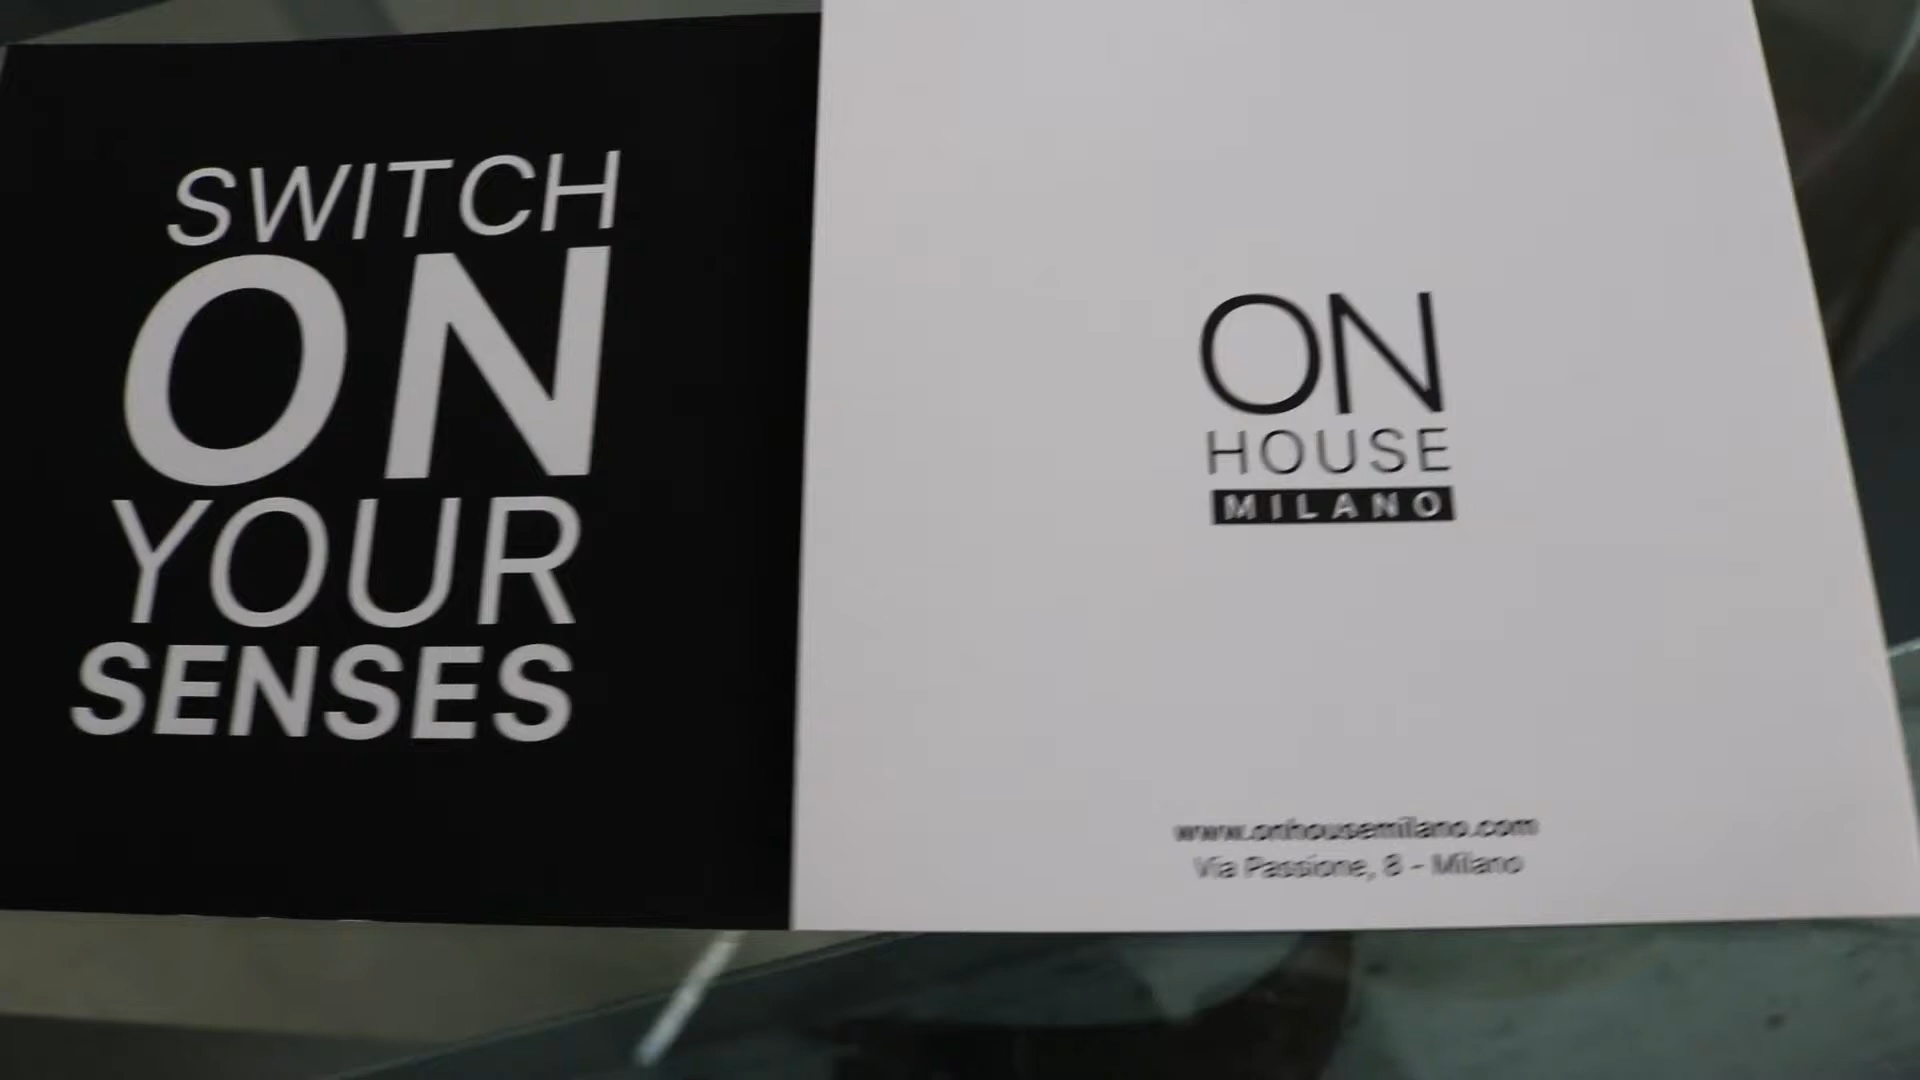 SWITCH
ON
YOUR
SENSES
ON
HOUSE
MILANO
www.onhousemilano.com
Via Passione, 8 - Milano